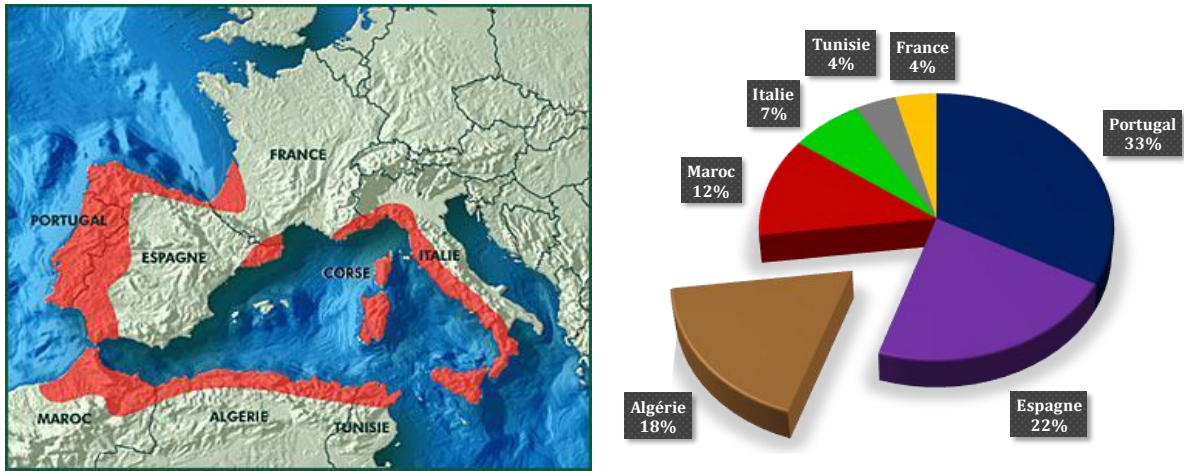 FRANCE
PORTUGAL
ESPAGNE
CORSE
ITALIE
MAROC
ALGERIE
TUNISIE
Tunisie
4%
France
4%
Italie
7%
Portugal
33%
Maroc
12%
Algérie
18%
Espagne
22%